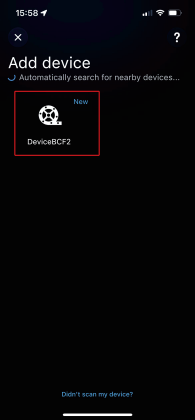 15:58
?
Add device
Automatically search for nearby devices...
New
DeviceBCF2
Didn't scan my device?